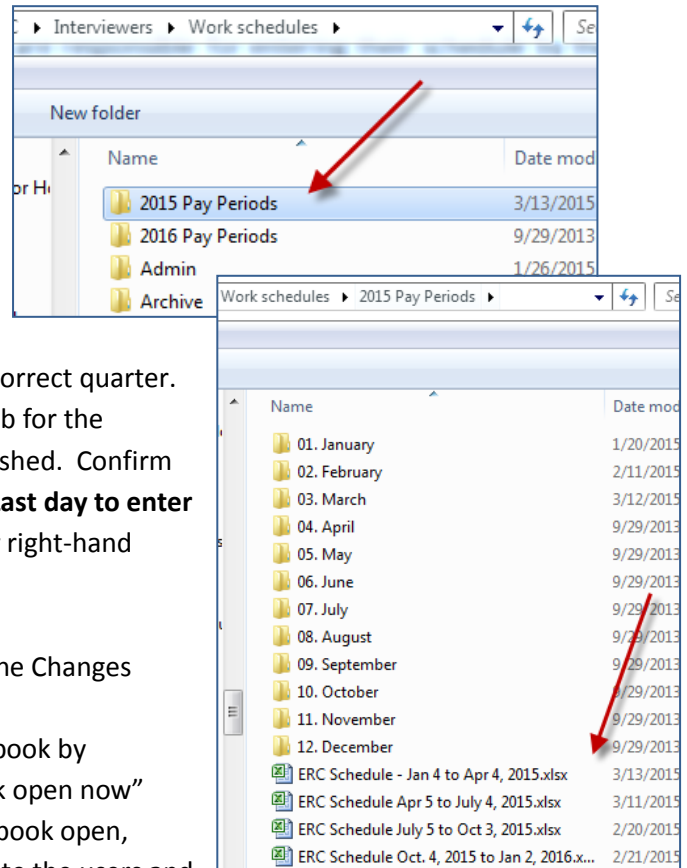 Interviewers ▸ Work schedules ▸
New folder
Name Date mod
2015 Pay Periods 3/13/2015
2016 Pay Periods 9/29/2013
Admin 1/26/2015
Archive
Work schedules ▸ 2015 Pay Periods ▸
Name Date mod
01. January 1/20/2015
02. February 2/11/2015
03. March 3/12/2015
04. April 9/29/2013
05. May 9/29/2013
06. June 9/29/2013
07. July 9/29/2013
08. August 9/29/2013
09. September 9/29/2013
10. October 9/29/2013
11. November 9/29/2013
12. December 9/29/2013
ERC Schedule - Jan 4 to Apr 4, 2015.xlsx 3/13/2015
ERC Schedule Apr 5 to July 4, 2015.xlsx 3/11/2015
ERC Schedule July 5 to Oct 3, 2015.xlsx 2/20/2015
ERC Schedule Oct. 4, 2015 to Jan 2, 2016.x... 2/21/2015
orrect quarter.
b for the
shed. Confirm
ast day to enter
right-hand
ne Changes
book by
k open now”
book open,
to the users and